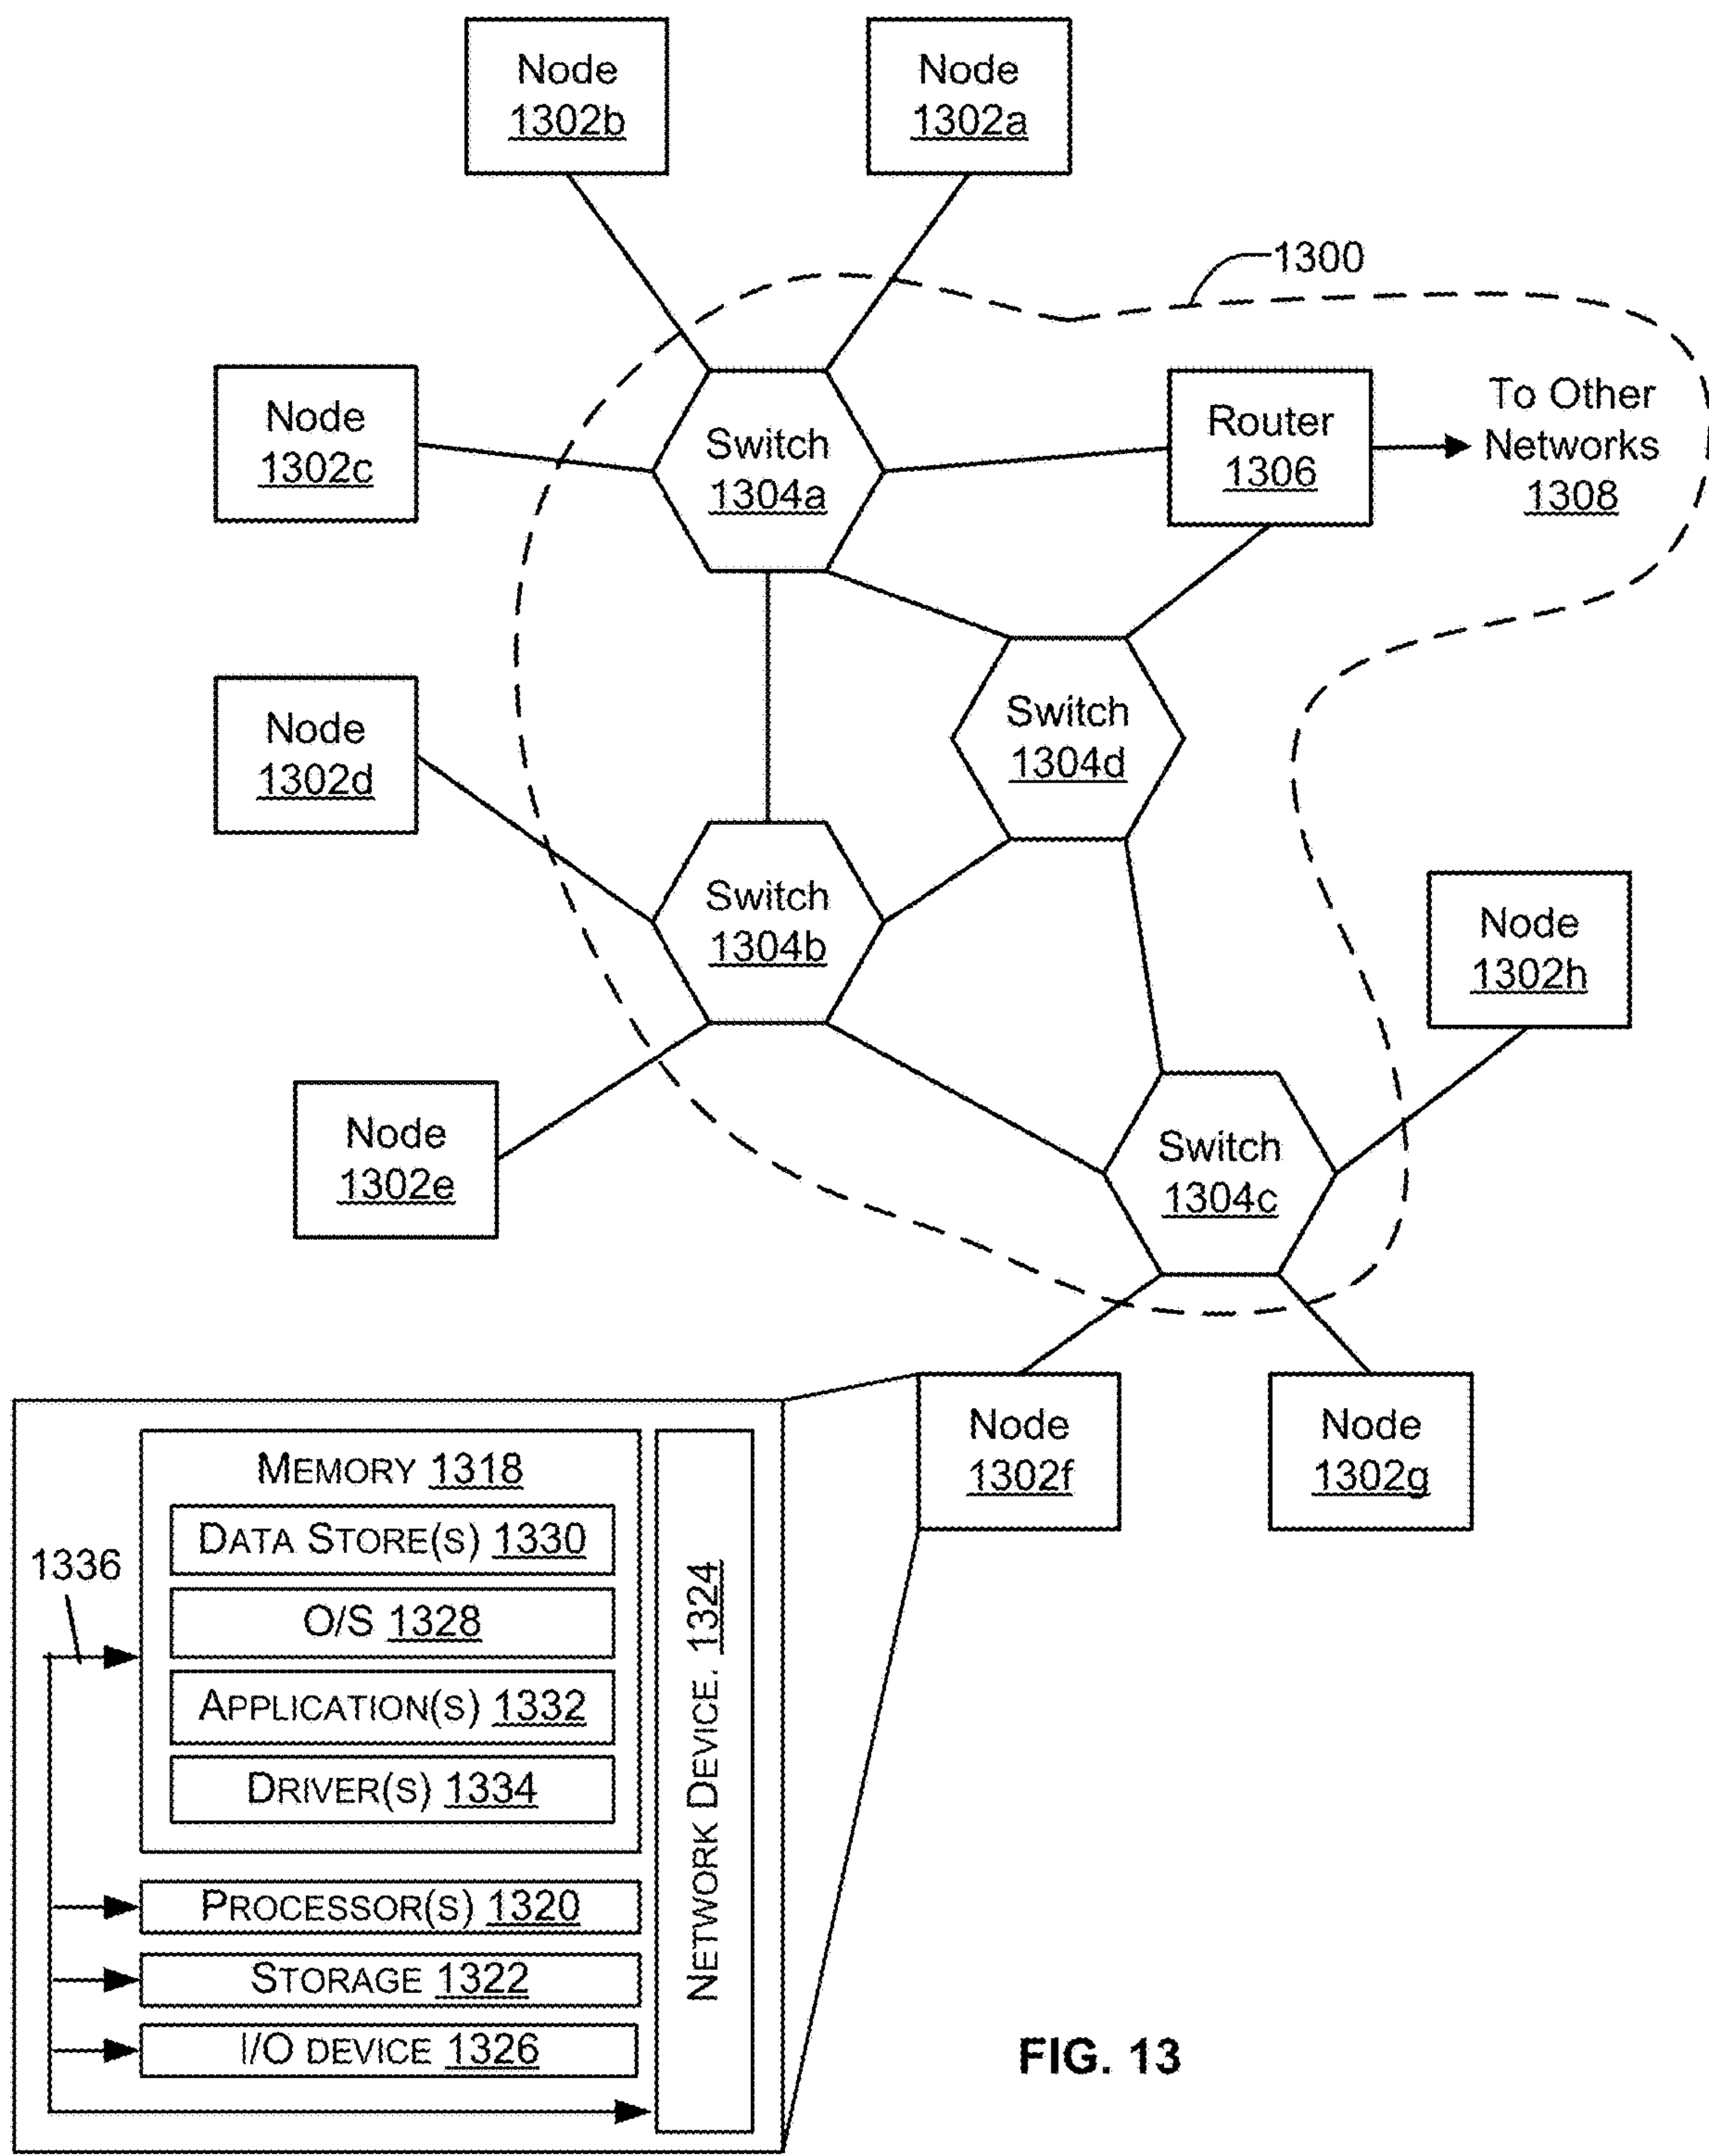 Node
1302b
Node
1302a
1300
Node
1302c
Switch
1304a
Router
1306
To Other
Networks
1308
Node
1302d
Switch
1304d
Switch
1304b
Node
1302h
Node
1302e
Switch
1304c
Node
1302f
Node
1302g
MEMORY 1318
DATA STORE(S) 1330
1336
O/S 1328
APPLICATION(S) 1332
DRIVER(S) 1334
NETWORK DEVICE. 1324
PROCESSOR(S) 1320
STORAGE 1322
I/O DEVICE 1326
FIG. 13